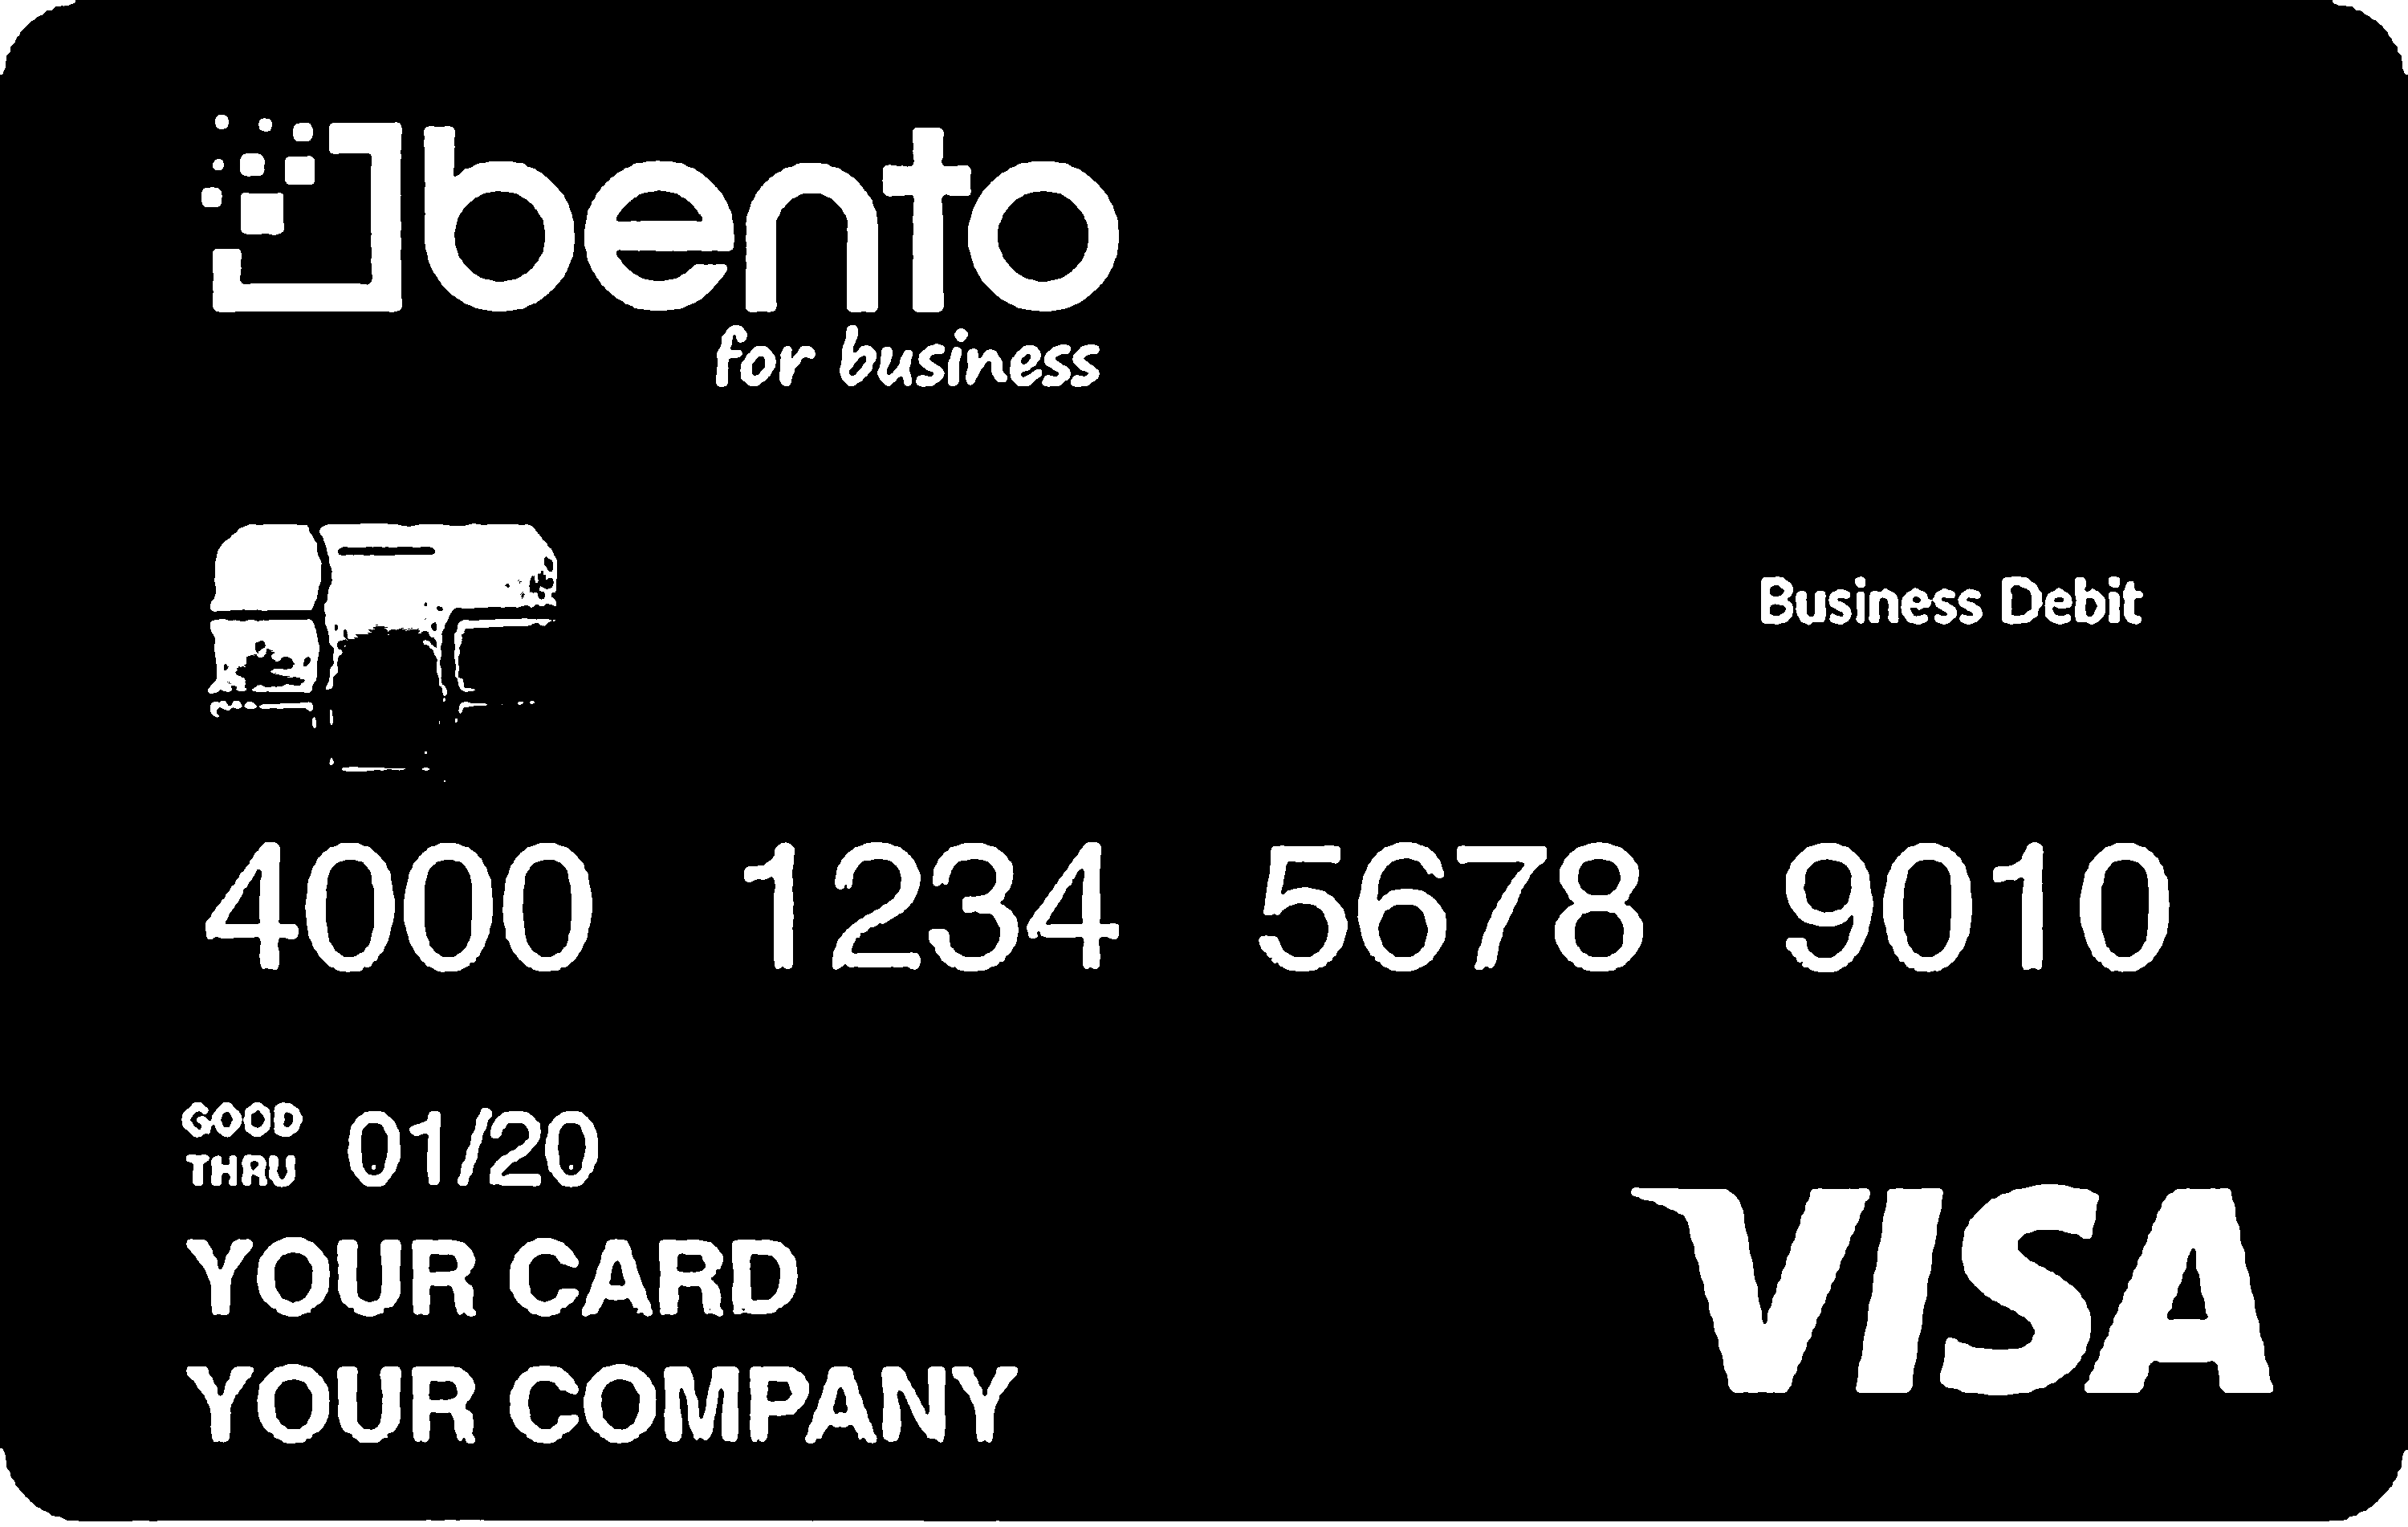 bento
for business
Business Debit
4000 1234 5678 9010
GOOD THRU 01/20
YOUR CARD
YOUR COMPANY
VISA